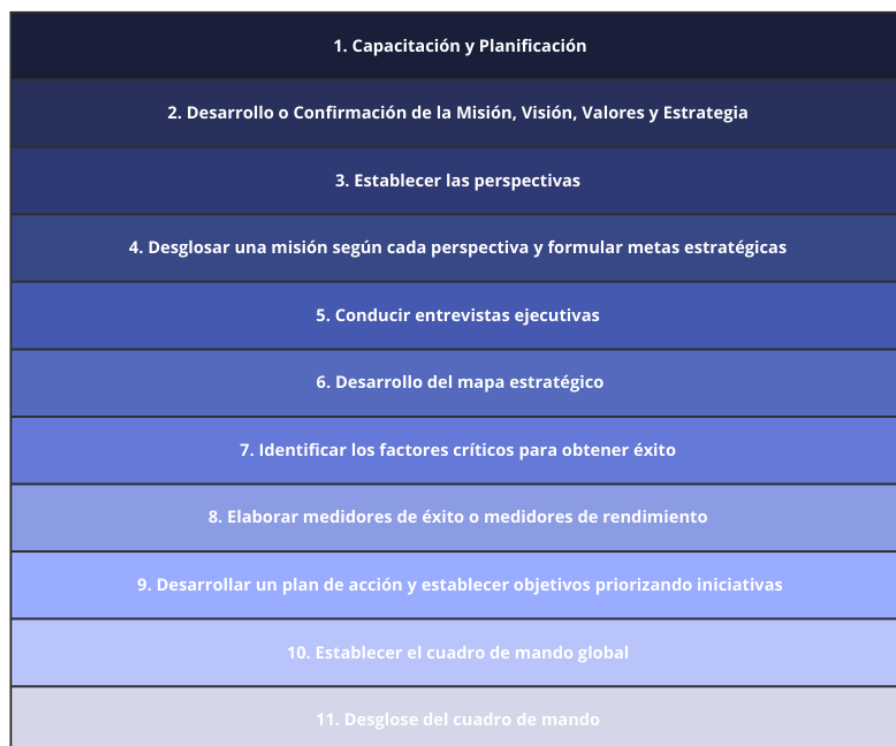 1. Capacitación y Planificación
2. Desarrollo o Confirmación de la Misión, Visión, Valores y Estrategia
3. Establecer las perspectivas
4. Desglosar una misión según cada perspectiva y formular metas estratégicas
5. Conducir entrevistas ejecutivas
6. Desarrollo del mapa estratégico
7. Identificar los factores críticos para obtener éxito
8. Elaborar medidores de éxito o medidores de rendimiento
9. Desarrollar un plan de acción y establecer objetivos priorizando iniciativas
10. Establecer el cuadro de mando global
11. Desglose del cuadro de mando